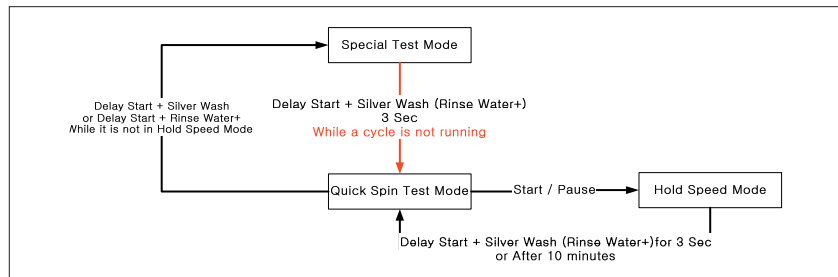 Special Test Mode
Delay Start + Silver Wash
or Delay Start + Rinse Water+
While it is not in Hold Speed Mode
Delay Start + Silver Wash (Rinse Water+)
3 Sec
While a cycle is not running
Quick Spin Test Mode
Start / Pause
Hold Speed Mode
Delay Start + Silver Wash (Rinse Water+)for 3 Sec
or After 10 minutes